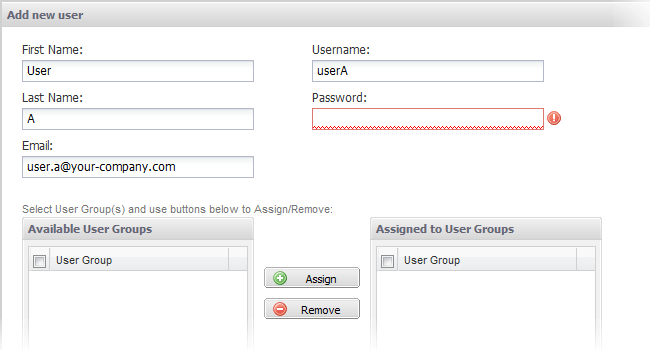 Add new user
First Name:
Username:
User
userA
Last Name:
Password:
A
Email:
user.a@your-company.com
Select User Group(s) and use buttons below to Assign/Remove:
Available User Groups
Assigned to User Groups
User Group
User Group
Assign
Remove